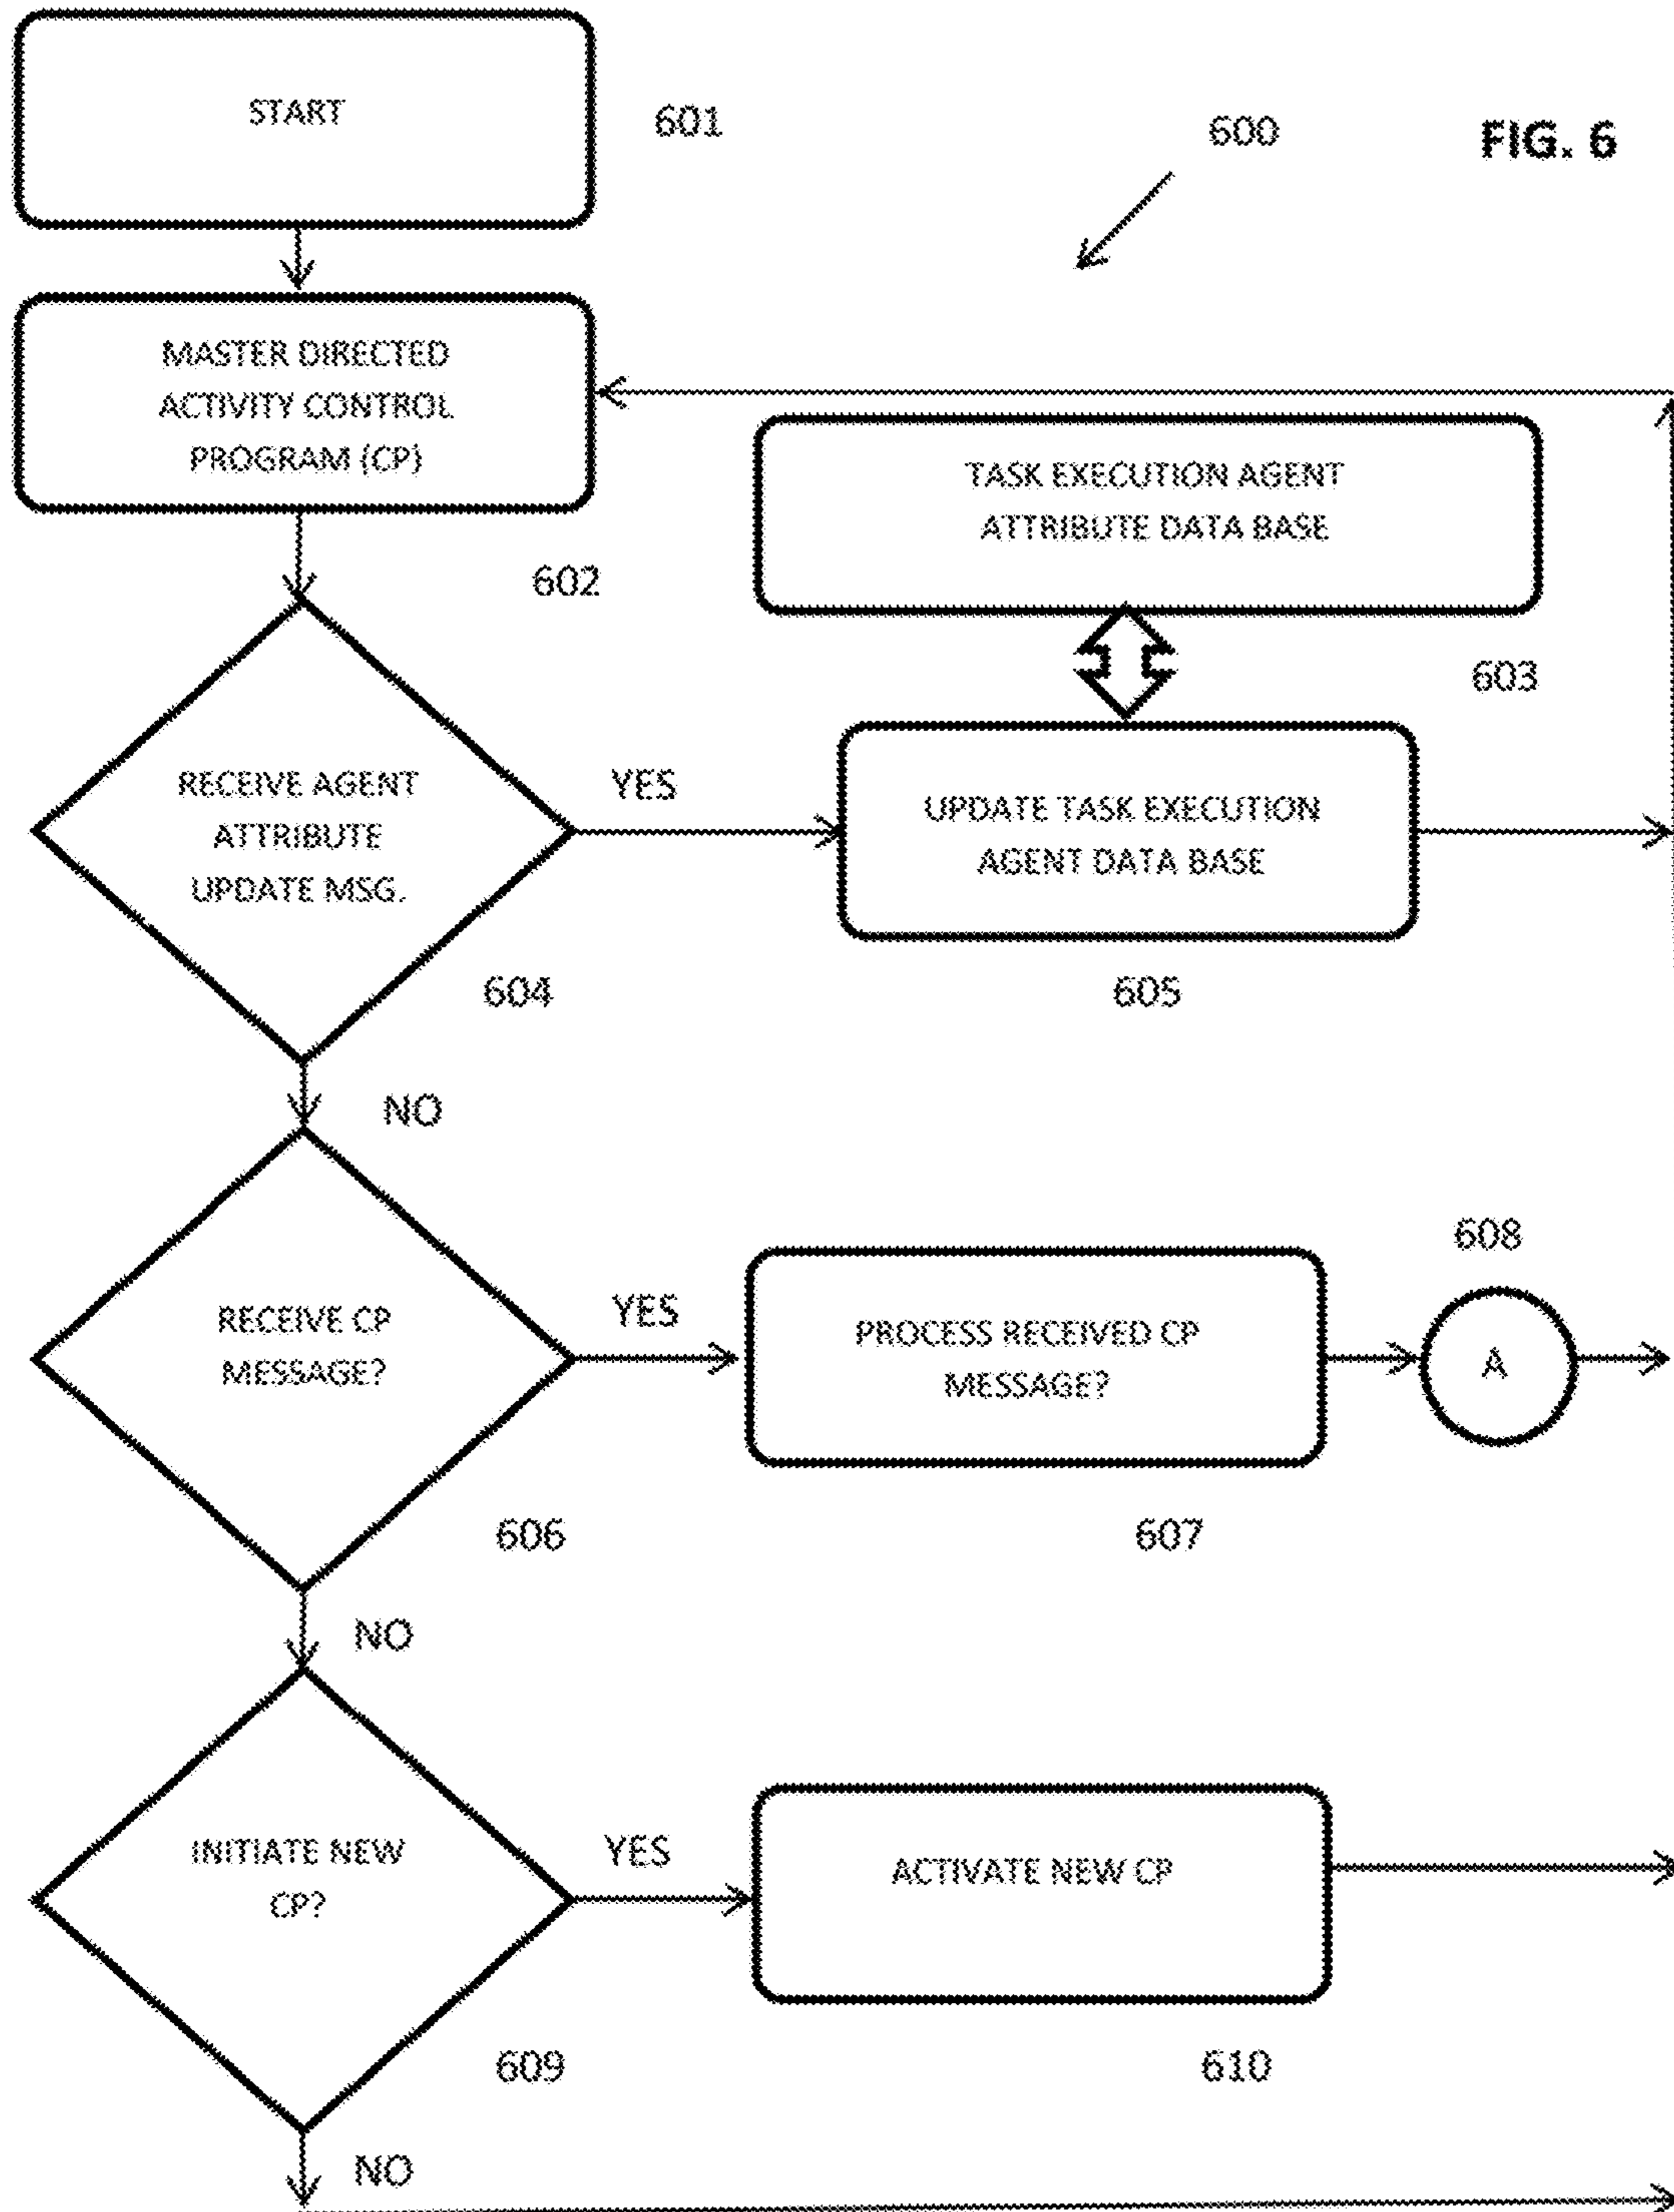 START
601
600
FIG. 6
MASTER DIRECTED
ACTIVITY CONTROL
PROGRAM (CP)
602
TASK EXECUTION AGENT
ATTRIBUTE DATA BASE
603
RECEIVE AGENT
ATTRIBUTE
UPDATE MSG.
604
YES
UPDATE TASK EXECUTION
AGENT DATA BASE
605
NO
RECEIVE CP
MESSAGE?
606
YES
PROCESS RECEIVED CP
MESSAGE?
607
608
A
NO
INITIATE NEW
CP?
609
YES
ACTIVATE NEW CP
610
NO